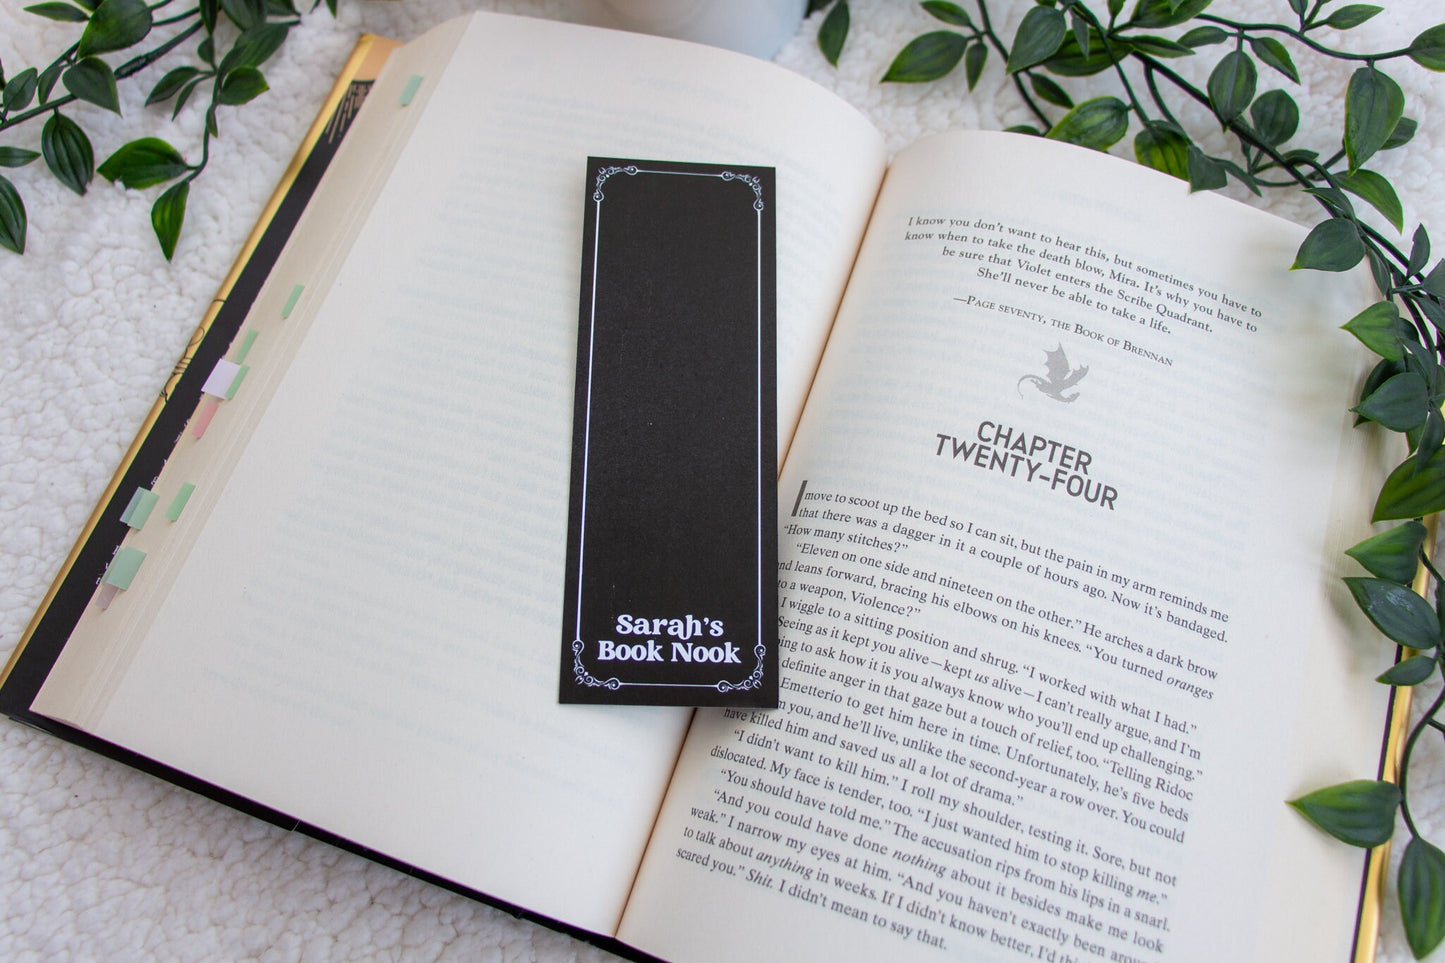 Sarah's
Book Nook
I know you don't want to hear this, but sometimes you have to
know when to take the death blow, Mira. It's why you have to
be sure that Violet enters the Scribe Quadrant.
She'll never be able to take a life.
—Page seventy, the Book of Brennan
CHAPTER
TWENTY-FOUR
I move to scoot up the bed so I can sit, but the pain in my arm reminds me
that there was a dagger in it a couple of hours ago. Now it's bandaged.
"How many stitches?"
"Eleven on one side and nineteen on the other." He arches a dark brow
and leans forward, bracing his elbows on his knees. "You turned oranges
to a weapon, Violence?"
I wiggle to a sitting position and shrug. "I worked with what I had."
Seeing as it kept you alive—kept us alive—I can't really argue, and I'm
to ask how it is you always know who you'll end up challenging."
definite anger in that gaze but a touch of relief, too. "Telling Ridoc
Emetterio to get him here in time. Unfortunately, he's five beds
you, and he'll live, unlike the second-year a row over. You could
have killed him and saved us all a lot of drama."
"I didn't want to kill him." I roll my shoulder, testing it. Sore, but not
dislocated. My face is tender, too. "I just wanted him to stop killing me."
"You should have told me." The accusation rips from his lips in a snarl.
"And you could have done nothing about it besides make me look
weak." I narrow my eyes at him. "And you haven't exactly been around
to talk about anything in weeks. If I didn't know better, I'd
scared you." Shit. I didn't mean to say that.